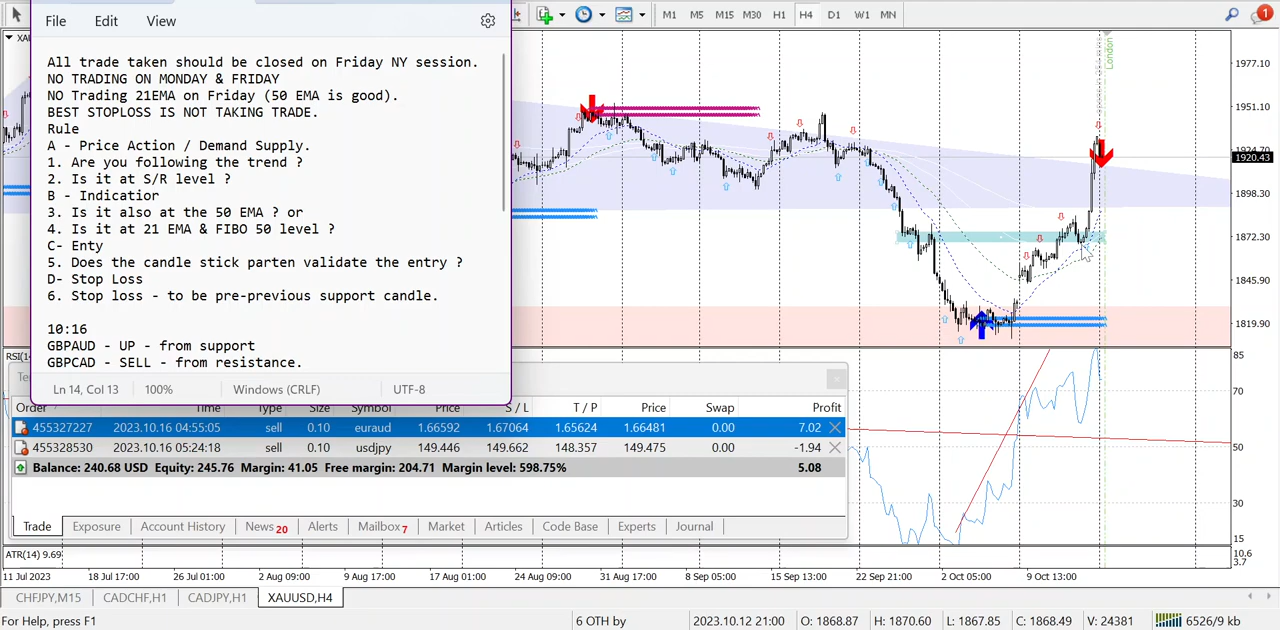 File Edit View
M1 M5 M15 M30 H1 H4 D1 W1 MN
1
All trade taken should be closed on Friday NY session.
NO TRADING ON MONDAY & FRIDAY
NO Trading 21EMA on Friday (50 EMA is good).
BEST STOPLOSS IS NOT TAKING TRADE.
Rule
A - Price Action / Demand Supply.
1. Are you following the trend ?
2. Is it at S/R level ?
B - Indicatior
3. Is it also at the 50 EMA ? or
4. Is it at 21 EMA & FIBO 50 level ?
C- Enty
5. Does the candle stick parten validate the entry ?
D- Stop Loss
6. Stop loss - to be pre-previous support candle.
10:16
GBPAUD - UP - from support
GBPCAD - SELL - from resistance.
Ln 14, Col 13 100% Windows (CRLF) UTF-8
London
1977.10
1951.10
1924.70
1920.43
1898.30
1872.30
1845.90
1819.90
85
70
50
30
15
10.6
3.7
Order Time Type Size Symbol Price S / L T / P Price Swap Profit
455327227 2023.10.16 04:55:05 sell 0.10 euraud 1.66592 1.67064 1.65624 1.66481 0.00 7.02
455328530 2023.10.16 05:24:18 sell 0.10 usdjpy 149.446 149.662 148.357 149.475 0.00 -1.94
Balance: 240.68 USD Equity: 245.76 Margin: 41.05 Free margin: 204.71 Margin level: 598.75% 5.08
Trade Exposure Account History News 20 Alerts Mailbox 7 Market Articles Code Base Experts Journal
ATR(14) 9.69
11 Jul 2023 18 Jul 17:00 26 Jul 01:00 2 Aug 09:00 9 Aug 17:00 17 Aug 01:00 24 Aug 09:00 31 Aug 17:00 8 Sep 05:00 15 Sep 13:00 22 Sep 21:00 2 Oct 05:00 9 Oct 13:00
CHFJPY,M15 CADCHF,H1 CADJPY,H1 XAUUSD,H4
For Help, press F1 6 OTH by 2023.10.12 21:00 O: 1868.87 H: 1870.60 L: 1867.85 C: 1868.49 V: 24381 6526/9 kb